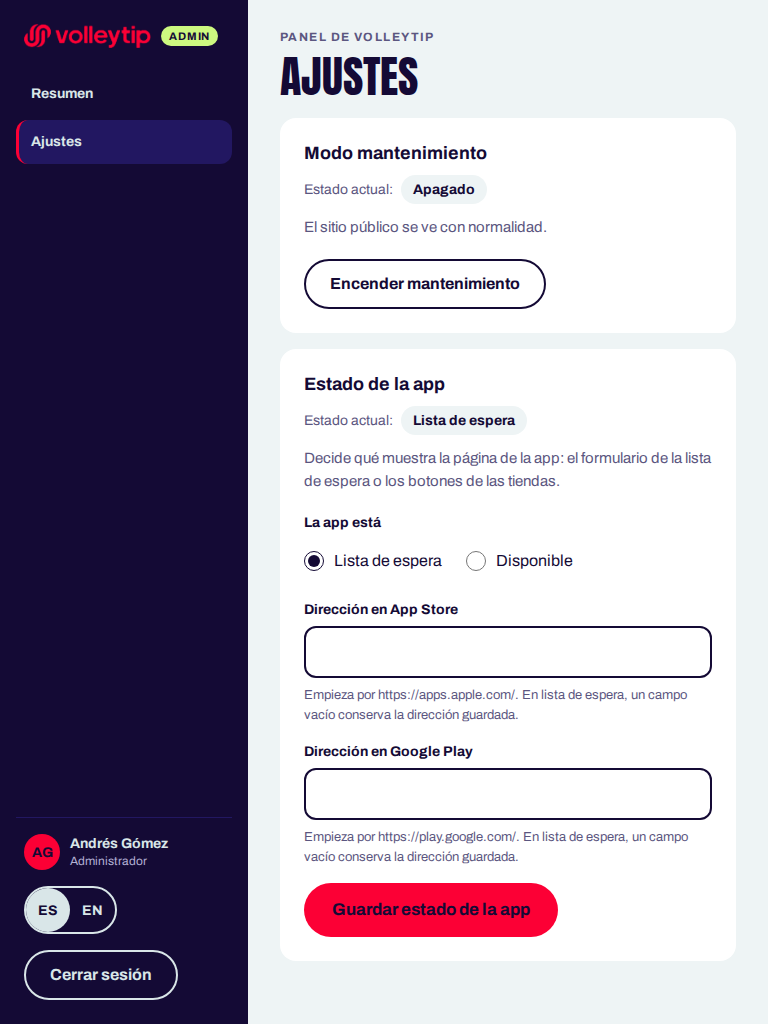 volleytip ADMIN
Resumen
Ajustes
AG
Andrés Gómez
Administrador
ES EN
Cerrar sesión
PANEL DE VOLLEYTIP
AJUSTES
Modo mantenimiento
Estado actual: Apagado
El sitio público se ve con normalidad.
Encender mantenimiento
Estado de la app
Estado actual: Lista de espera
Decide qué muestra la página de la app: el formulario de la lista
de espera o los botones de las tiendas.
La app está
Lista de espera Disponible
Dirección en App Store
Empieza por https://apps.apple.com/. En lista de espera, un campo
vacío conserva la dirección guardada.
Dirección en Google Play
Empieza por https://play.google.com/. En lista de espera, un campo
vacío conserva la dirección guardada.
Guardar estado de la app